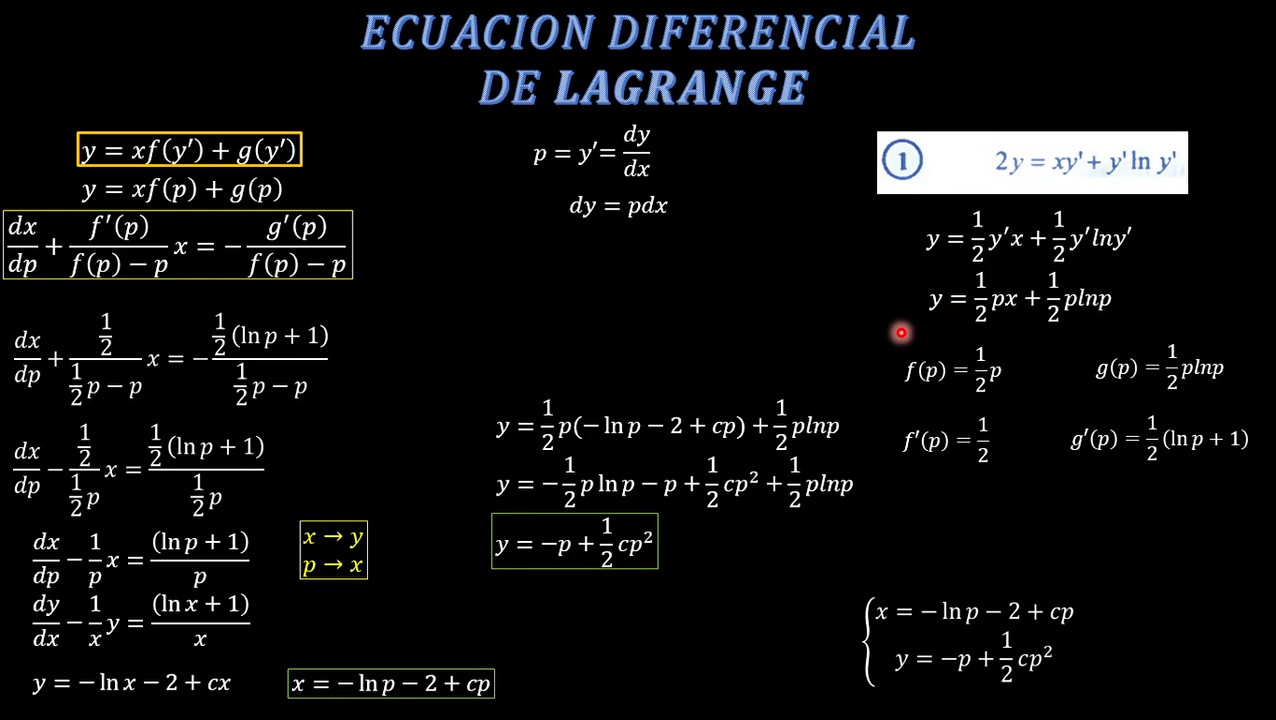 ECUACION DIFERENCIAL
DE LAGRANGE
y = xf(y′) + g(y′)
y = xf(p) + g(p)
dx/dp + f′(p)/(f(p) − p) x = − g′(p)/(f(p) − p)
dx/dp + (1/2)/(1/2 p − p) x = − (1/2 (ln p + 1))/(1/2 p − p)
dx/dp − (1/2)/(1/2 p) x = (1/2 (ln p + 1))/(1/2 p)
dx/dp − 1/p x = (ln p + 1)/p
dy/dx − 1/x y = (ln x + 1)/x
y = − ln x − 2 + cx
x → y
p → x
x = − ln p − 2 + cp
p = y′= dy/dx
dy = pdx
y = 1/2 p(− ln p − 2 + cp) + 1/2 plnp
y = − 1/2 p ln p − p + 1/2 cp² + 1/2 plnp
y = −p + 1/2 cp²
1 2y = xy' + y' ln y'
y = 1/2 y′x + 1/2 y′lny′
y = 1/2 px + 1/2 plnp
f(p) = 1/2 p
g(p) = 1/2 plnp
f′(p) = 1/2
g′(p) = 1/2 (ln p + 1)
x = − ln p − 2 + cp
y = −p + 1/2 cp²